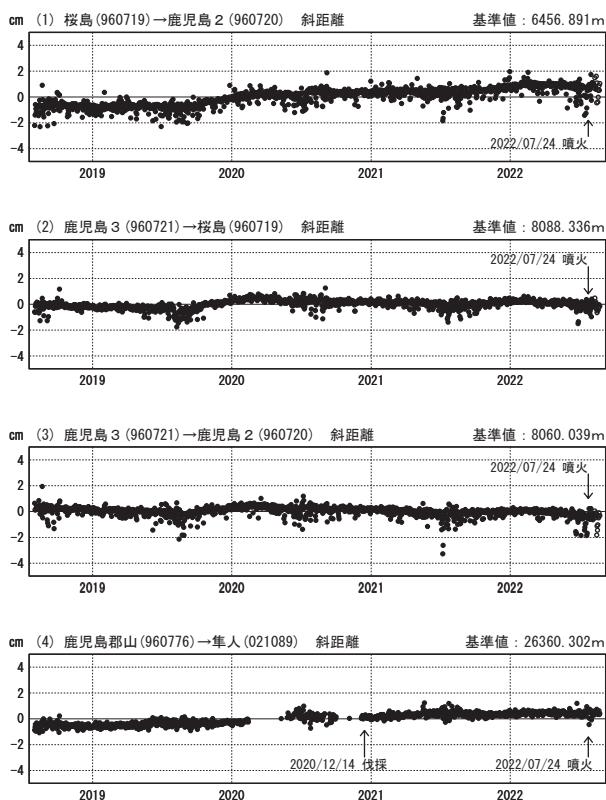 cm (1) 桜島(960719)→鹿児島2(960720) 斜距離 基準値：6456.891m
4
2
0
−2
−4
2022/07/24 噴火
2019 2020 2021 2022
cm (2) 鹿児島3(960721)→桜島(960719) 斜距離 基準値：8088.336m
2022/07/24 噴火
4
2
0
−2
−4
2019 2020 2021 2022
cm (3) 鹿児島3(960721)→鹿児島2(960720) 斜距離 基準値：8060.039m
2022/07/24 噴火
4
2
0
−2
−4
2019 2020 2021 2022
cm (4) 鹿児島郡山(960776)→隼人(021089) 斜距離 基準値：26360.302m
4
2
0
−2
−4
2020/12/14 伐採 2022/07/24 噴火
2019 2020 2021 2022